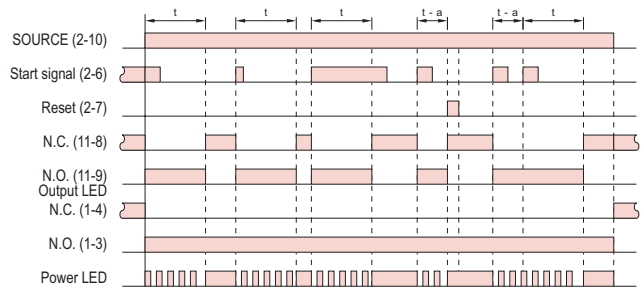 t t t t - a t - a t
SOURCE (2-10)
Start signal (2-6)
Reset (2-7)
N.C. (11-8)
N.O. (11-9)
Output LED
N.C. (1-4)
N.O. (1-3)
Power LED